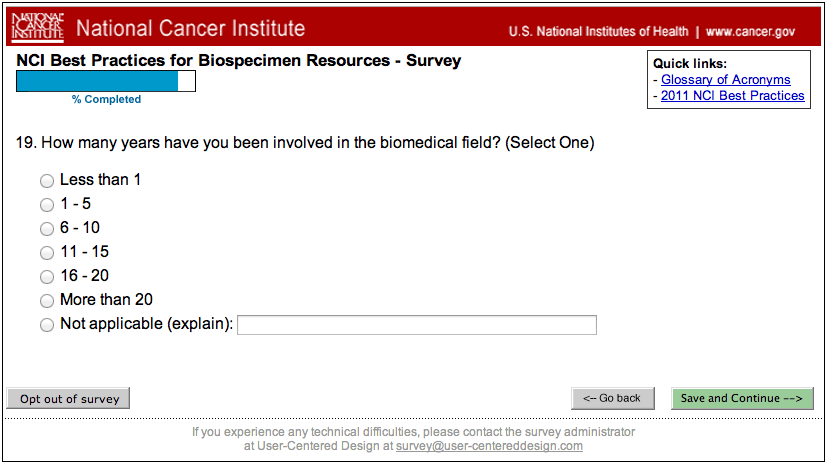 NATIONAL
CANCER
INSTITUTE
National Cancer Institute
U.S. National Institutes of Health | www.cancer.gov
NCI Best Practices for Biospecimen Resources - Survey
% Completed
Quick links:
- Glossary of Acronyms
- 2011 NCI Best Practices
19. How many years have you been involved in the biomedical field? (Select One)
Less than 1
1 - 5
6 - 10
11 - 15
16 - 20
More than 20
Not applicable (explain):
Opt out of survey
<-- Go back
Save and Continue -->
If you experience any technical difficulties, please contact the survey administrator
at User-Centered Design at survey@user-centereddesign.com